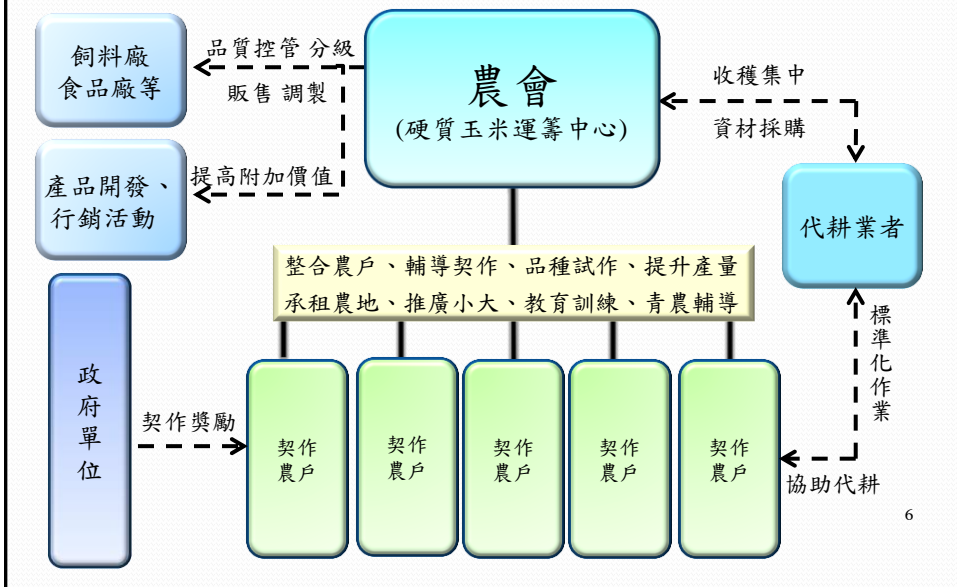 飼料廠
食品廠等
品質控管 分級
販售 調製
農會
(硬質玉米運籌中心)
收穫集中
資材採購
產品開發、
行銷活動
提高附加價值
代耕業者
整合農戶、輔導契作、品種試作、提升產量
承租農地、推廣小大、教育訓練、青農輔導
標準化作業
政府單位
契作獎勵
契作
農戶
契作
農戶
契作
農戶
契作
農戶
契作
農戶
協助代耕
6